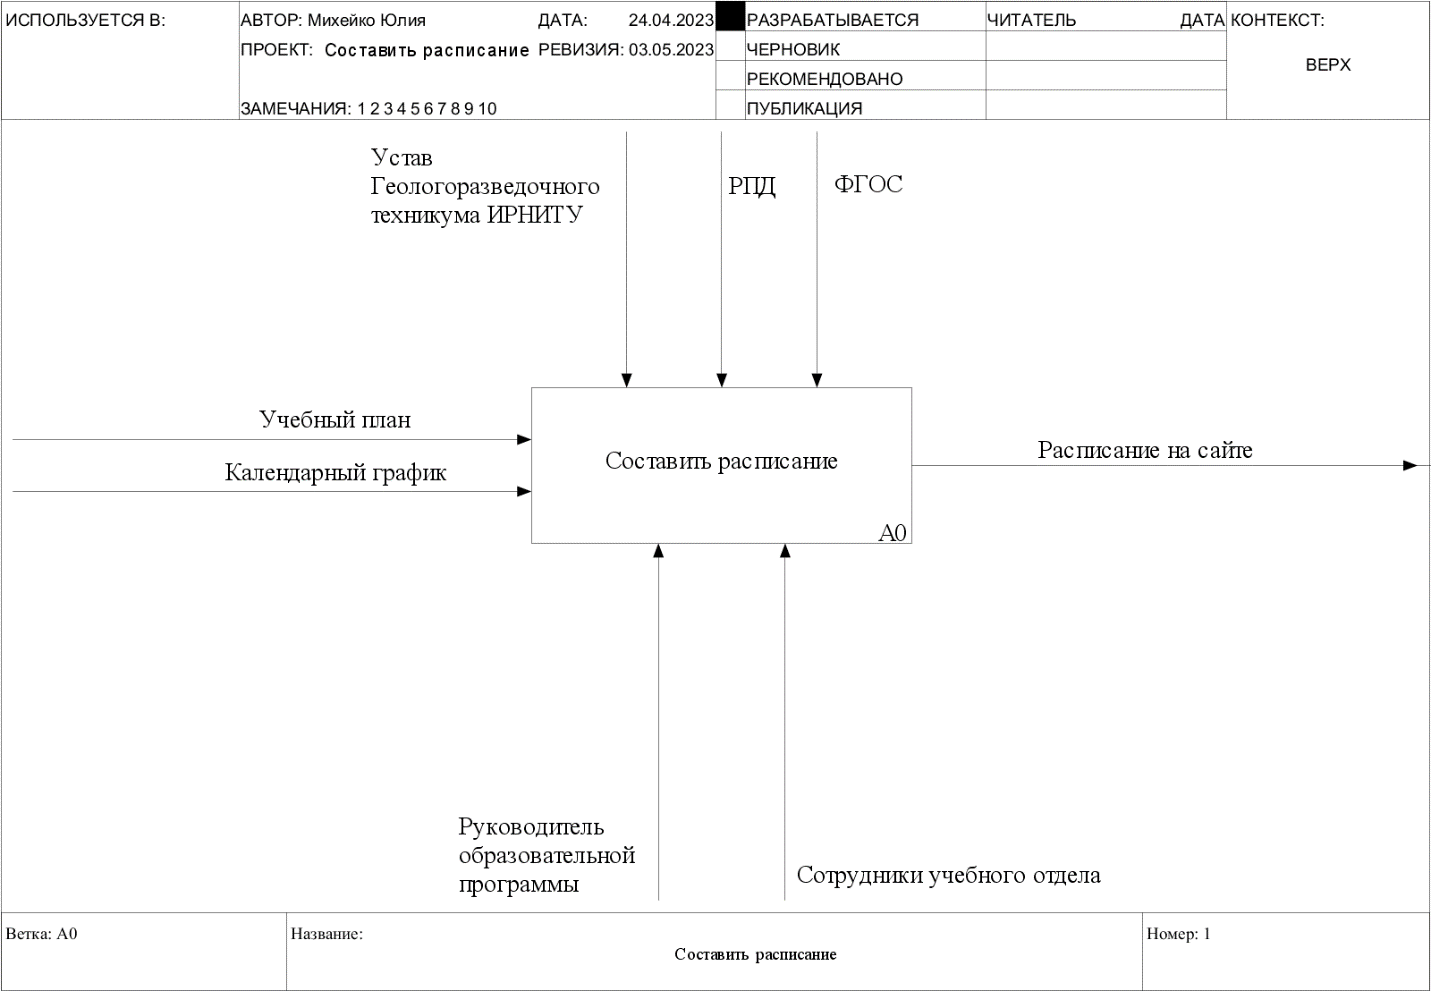 ИСПОЛЬЗУЕТСЯ В:
АВТОР: Михейко Юлия
ДАТА: 24.04.2023
ПРОЕКТ: Составить расписание
РЕВИЗИЯ: 03.05.2023
ЗАМЕЧАНИЯ: 1 2 3 4 5 6 7 8 9 10
РАЗРАБАТЫВАЕТСЯ
ЧЕРНОВИК
РЕКОМЕНДОВАНО
ПУБЛИКАЦИЯ
ЧИТАТЕЛЬ
ДАТА
КОНТЕКСТ:
ВЕРХ
Устав
Геологоразведочного
техникума ИРНИТУ
РПД
ФГОС
Учебный план
Календарный график
Составить расписание
A0
Расписание на сайте
Руководитель
образовательной
программы
Сотрудники учебного отдела
Ветка: A0
Название:
Составить расписание
Номер: 1